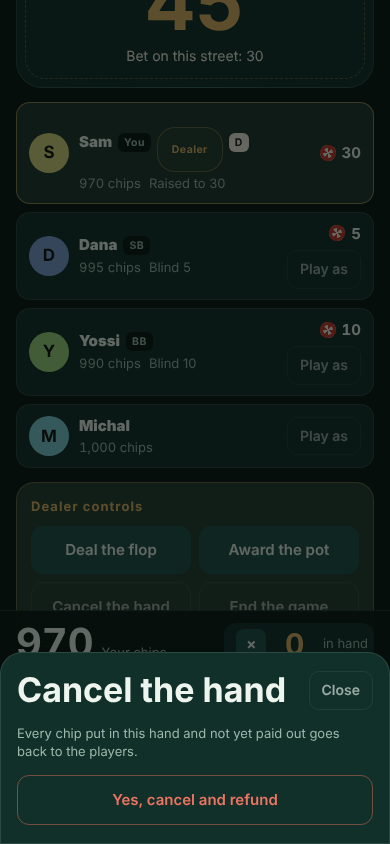 45
Bet on this street: 30
S
Sam You Dealer D
30
970 chips Raised to 30
D
Dana SB
5
995 chips Blind 5
Play as
Y
Yossi BB
10
990 chips Blind 10
Play as
M
Michal
1,000 chips
Play as
Dealer controls
Deal the flop
Award the pot
Cancel the hand
End the game
970 Your chips
× 0 in hand
Cancel the hand
Close
Every chip put in this hand and not yet paid out goes
back to the players.
Yes, cancel and refund